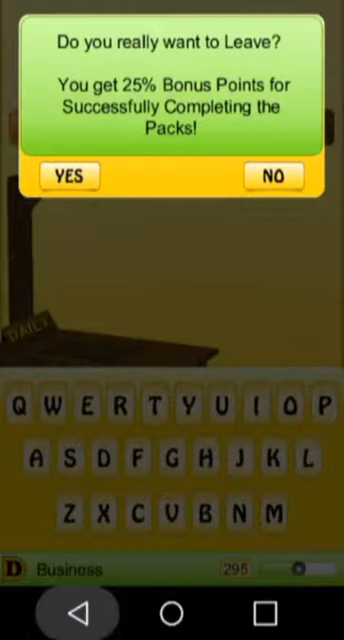 Do you really want to Leave?
You get 25% Bonus Points for
Successfully Completing the
Packs!
YES NO
DAILY
Q W E R T Y U I O P
A S D F G H J K L
Z X C V B N M
D Business 295